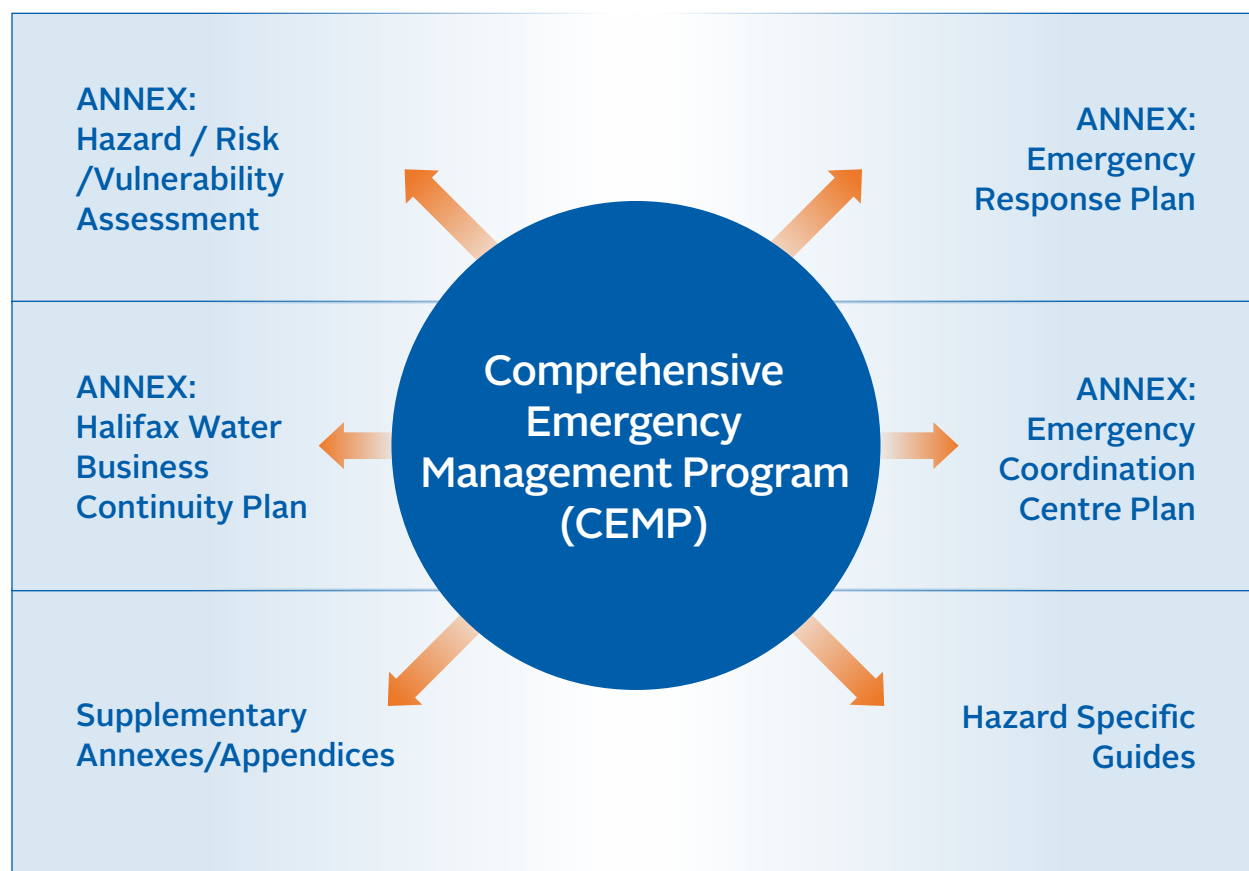 ANNEX:
Hazard / Risk
/Vulnerability
Assessment
ANNEX:
Emergency
Response Plan
ANNEX:
Halifax Water
Business
Continuity Plan
Comprehensive
Emergency
Management Program
(CEMP)
ANNEX:
Emergency
Coordination
Centre Plan
Supplementary
Annexes/Appendices
Hazard Specific
Guides